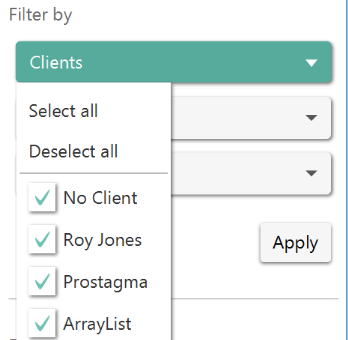 Filter by
Clients
Select all
Deselect all
No Client
Roy Jones
Prostagma
ArrayList
Apply